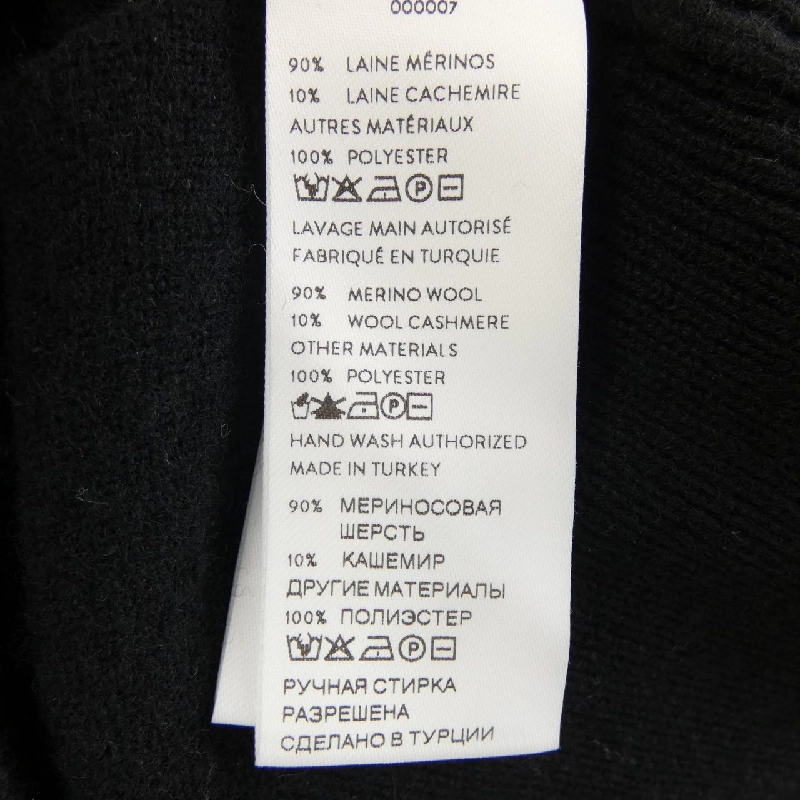 000007
90% LAINE MÉRINOS
10% LAINE CACHEMIRE
AUTRES MATÉRIAUX
100% POLYESTER
P
LAVAGE MAIN AUTORISÉ
FABRIQUÉ EN TURQUIE
90% MERINO WOOL
10% WOOL CASHMERE
OTHER MATERIALS
100% POLYESTER
P
HAND WASH AUTHORIZED
MADE IN TURKEY
90% МЕРИНОСОВАЯ
ШЕРСТЬ
10% КАШЕМИР
ДРУГИЕ МАТЕРИАЛЫ
100% ПОЛИЭСТЕР
P
РУЧНАЯ СТИРКА
РАЗРЕШЕНА
СДЕЛАНО В ТУРЦИИ